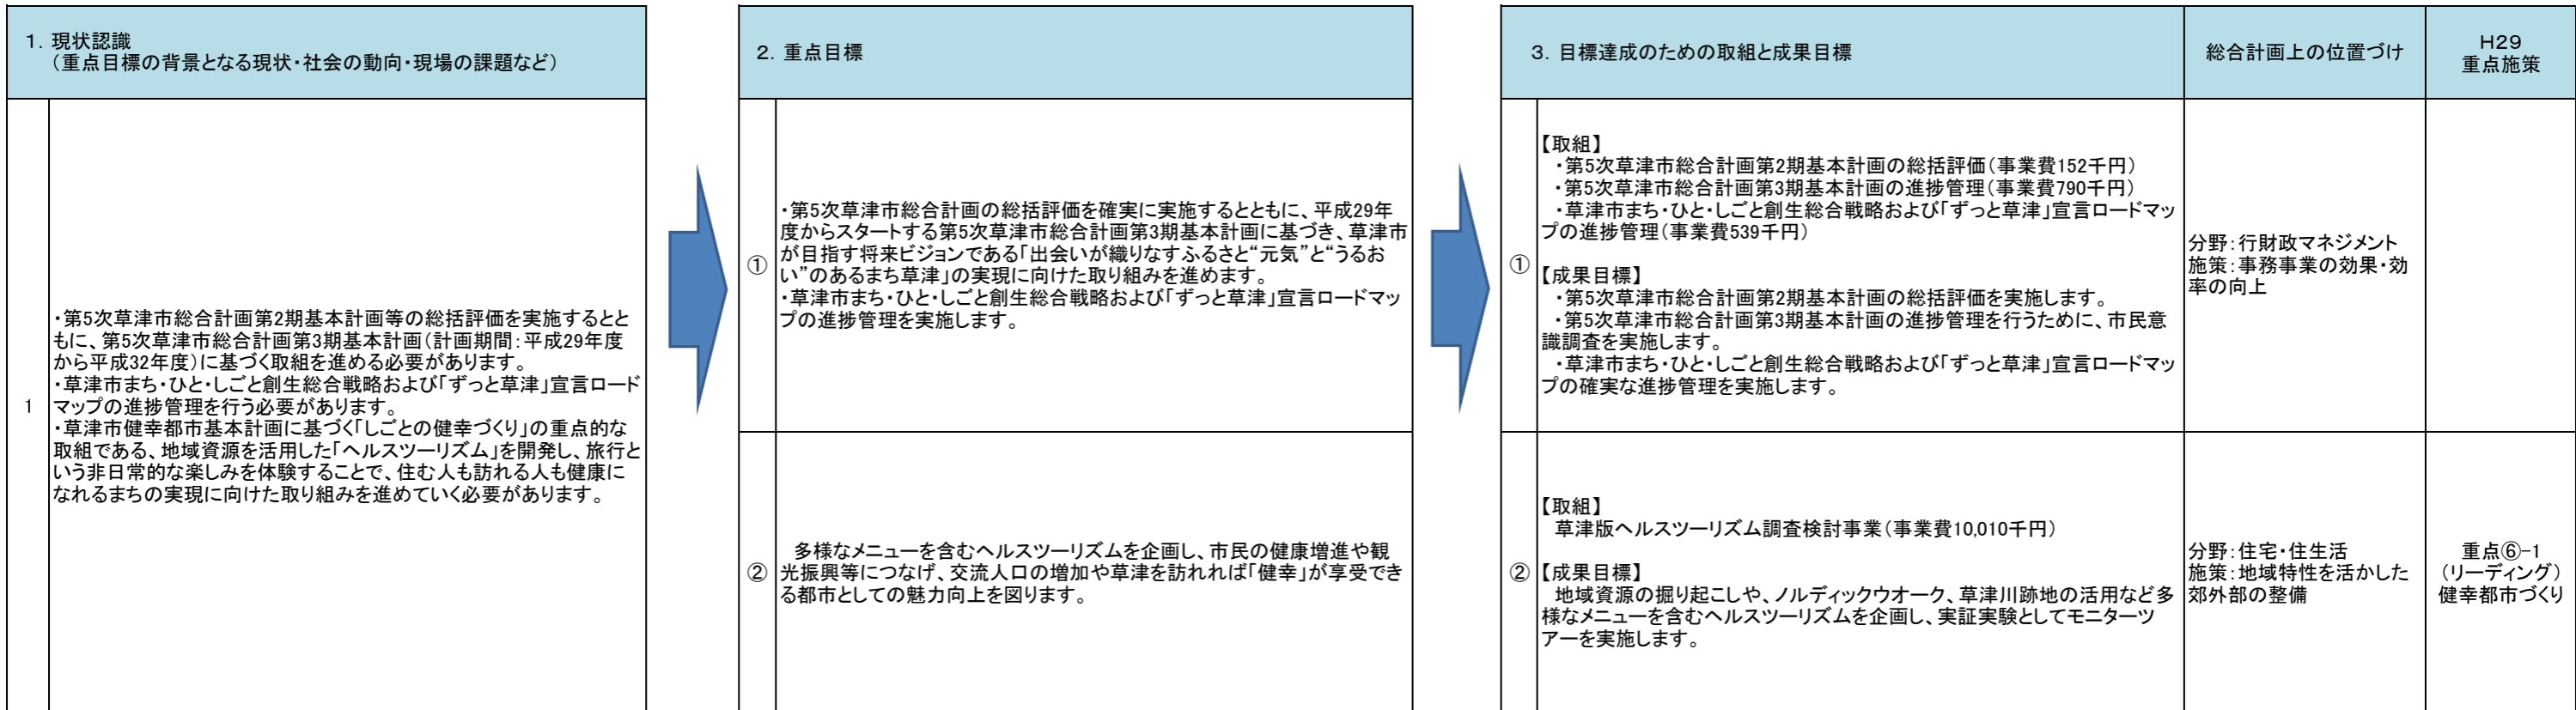 1．現状認識
（重点目標の背景となる現状・社会の動向・現場の課題など）
1
・第5次草津市総合計画第2期基本計画等の総括評価を実施するとと
もに、第5次草津市総合計画第3期基本計画（計画期間：平成29年度
から平成32年度）に基づく取組を進める必要があります。
・草津市まち・ひと・しごと創生総合戦略および「ずっと草津」宣言ロード
マップの進捗管理を行う必要があります。
・草津市健幸都市基本計画に基づく「しごとの健幸づくり」の重点的な
取組である、地域資源を活用した「ヘルスツーリズム」を開発し、旅行と
いう非日常的な楽しみを体験することで、住む人も訪れる人も健康に
なれるまちの実現に向けた取り組みを進めていく必要があります。
2．重点目標
①
・第5次草津市総合計画の総括評価を確実に実施するとともに、平成29年
度からスタートする第5次草津市総合計画第3期基本計画に基づき、草津市
が目指す将来ビジョンである「出会いが織りなすふるさと“元気”と“うるお
い”のあるまち草津」の実現に向けた取り組みを進めます。
・草津市まち・ひと・しごと創生総合戦略および「ずっと草津」宣言ロードマッ
プの進捗管理を実施します。
②
多様なメニューを含むヘルスツーリズムを企画し、市民の健康増進や観
光振興等につなげ、交流人口の増加や草津を訪れれば「健幸」が享受でき
る都市としての魅力向上を図ります。
3．目標達成のための取組と成果目標
総合計画上の位置づけ
H29
重点施策
①
【取組】
・第5次草津市総合計画第2期基本計画の総括評価（事業費152千円）
・第5次草津市総合計画第3期基本計画の進捗管理（事業費790千円）
・草津市まち・ひと・しごと創生総合戦略および「ずっと草津」宣言ロードマッ
プの進捗管理（事業費539千円）
【成果目標】
・第5次草津市総合計画第2期基本計画の総括評価を実施します。
・第5次草津市総合計画第3期基本計画の進捗管理を行うために、市民意
識調査を実施します。
・草津市まち・ひと・しごと創生総合戦略および「ずっと草津」宣言ロードマッ
プの確実な進捗管理を実施します。
分野：行財政マネジメント
施策：事務事業の効果・効
率の向上
②
【取組】
草津版ヘルスツーリズム調査検討事業（事業費10,010千円）
【成果目標】
地域資源の掘り起こしや、ノルディックウオーク、草津川跡地の活用など多
様なメニューを含むヘルスツーリズムを企画し、実証実験としてモニターツ
アーを実施します。
分野：住宅・住生活
施策：地域特性を活かした
郊外部の整備
重点⑥-1
（リーディング）
健幸都市づくり